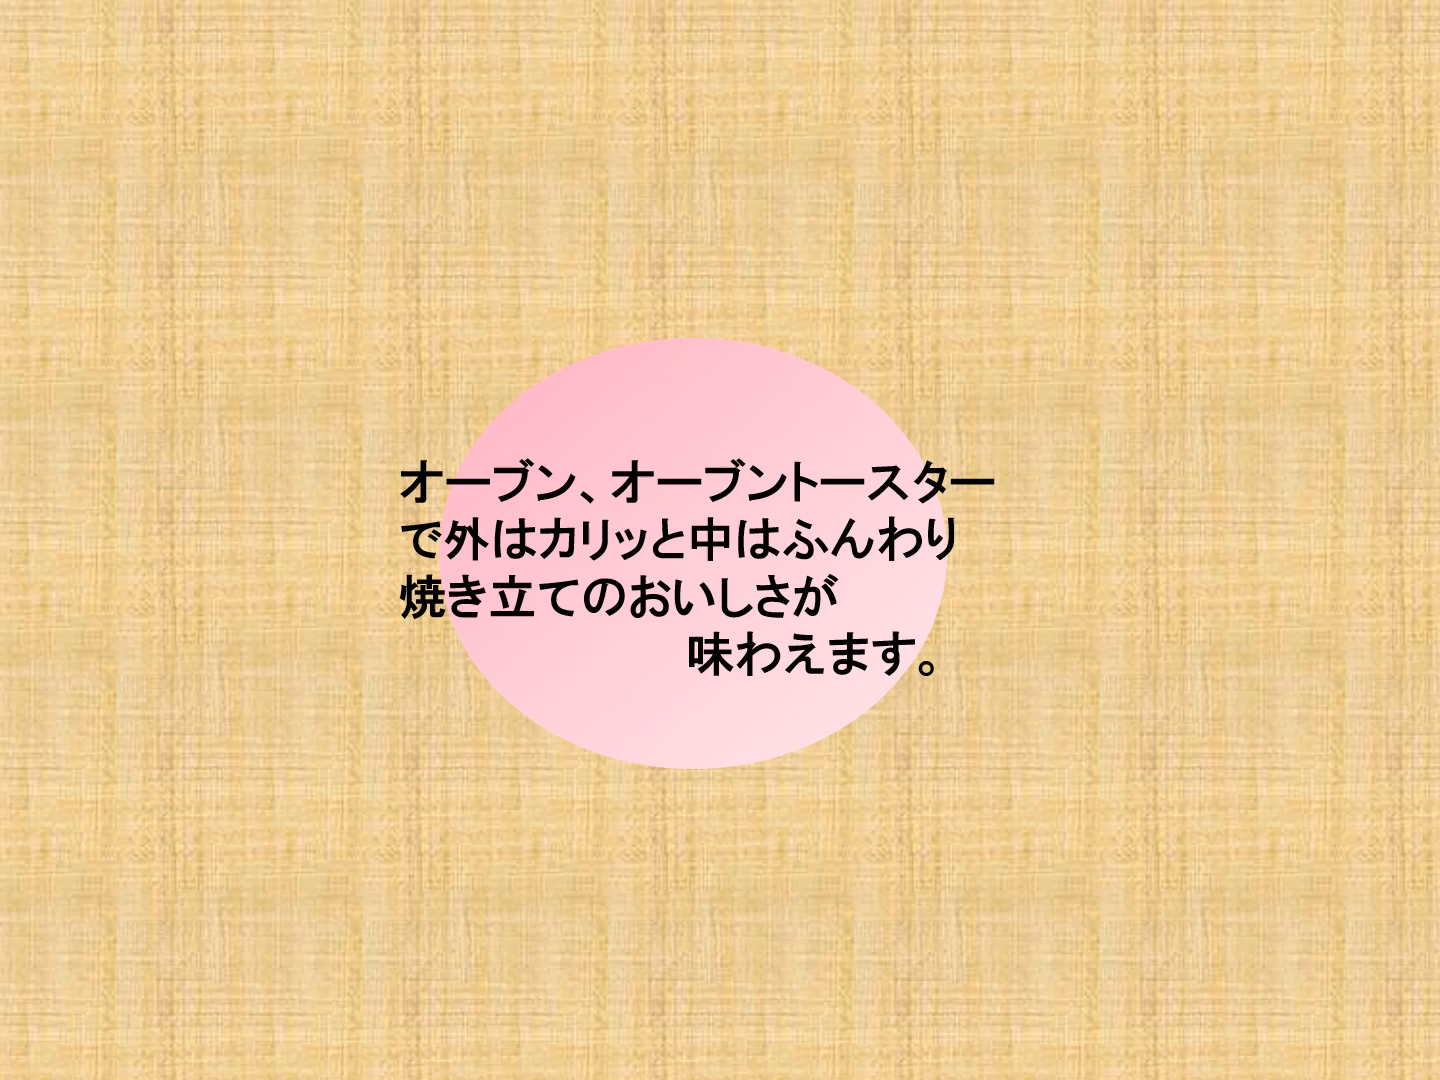 オーブン、オーブントースター
で外はカリッと中はふんわり
焼き立てのおいしさが
味わえます。